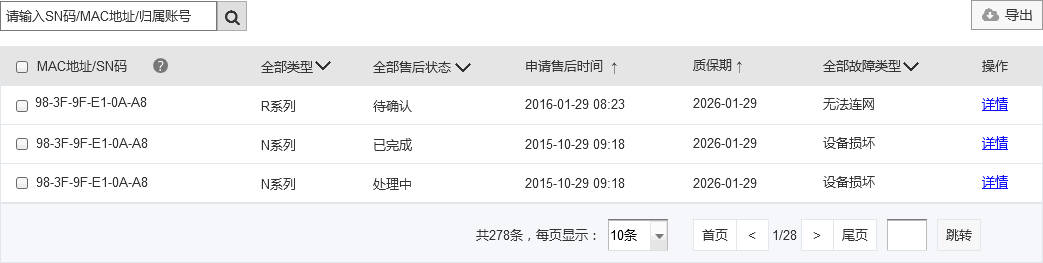 请输入SN码/MAC地址/归属账号
导出
MAC地址/SN码 ? 全部类型 全部售后状态 申请售后时间 ↑ 质保期↑ 全部故障类型 操作
98-3F-9F-E1-0A-A8 R系列 待确认 2016-01-29 08:23 2026-01-29 无法连网 详情
98-3F-9F-E1-0A-A8 N系列 已完成 2015-10-29 09:18 2026-01-29 设备损坏 详情
98-3F-9F-E1-0A-A8 N系列 处理中 2015-10-29 09:18 2026-01-29 设备损坏 详情
共278条，每页显示： 10条 首页 < 1/28 > 尾页 跳转